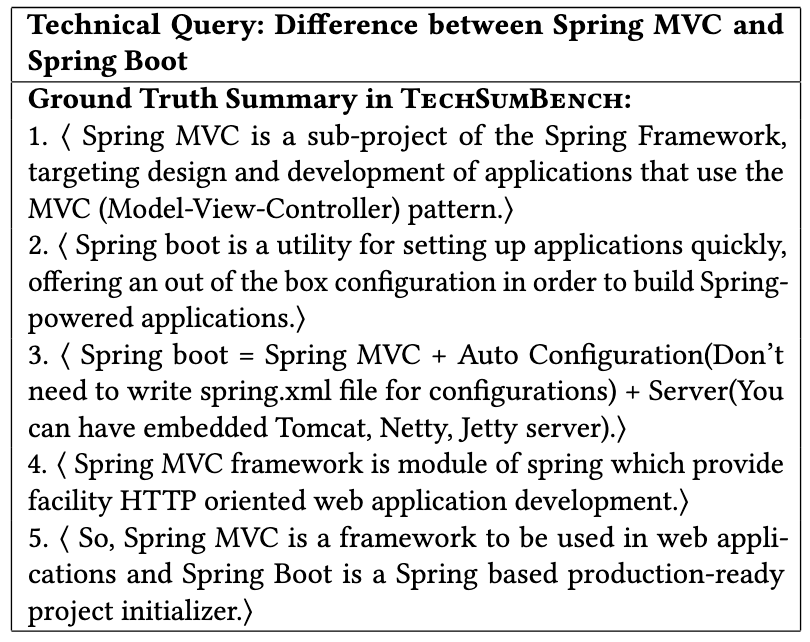 Technical Query: Difference between Spring MVC and
Spring Boot
Ground Truth Summary in TECHSUMBENCH:
1. ⟨ Spring MVC is a sub-project of the Spring Framework,
targeting design and development of applications that use the
MVC (Model-View-Controller) pattern.⟩
2. ⟨ Spring boot is a utility for setting up applications quickly,
offering an out of the box configuration in order to build Spring-
powered applications.⟩
3. ⟨ Spring boot = Spring MVC + Auto Configuration(Don’t
need to write spring.xml file for configurations) + Server(You
can have embedded Tomcat, Netty, Jetty server).⟩
4. ⟨ Spring MVC framework is module of spring which provide
facility HTTP oriented web application development.⟩
5. ⟨ So, Spring MVC is a framework to be used in web appli-
cations and Spring Boot is a Spring based production-ready
project initializer.⟩